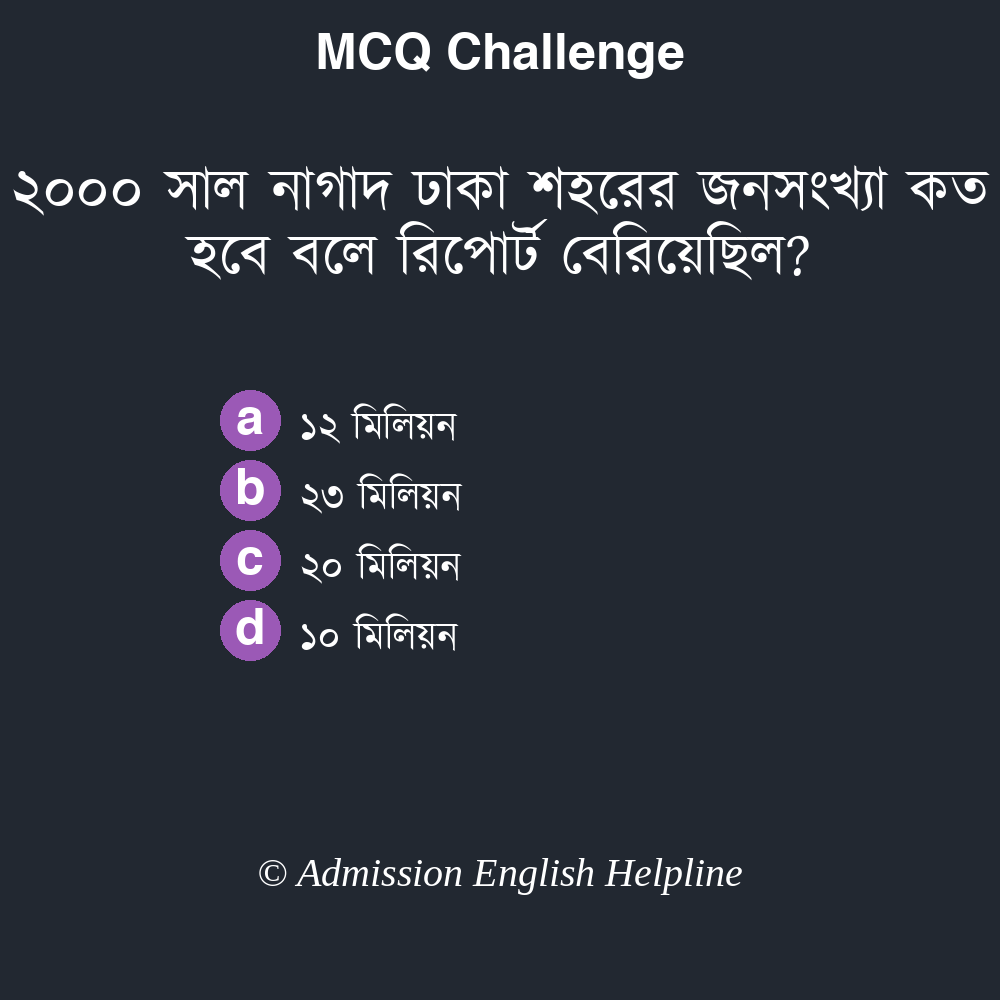 MCQ Challenge
২০০০ সাল নাগাদ ঢাকা শহরের জনসংখ্যা কত
হবে বলে রিপোর্ট বেরিয়েছিল?
a ১২ মিলিয়ন
b ২৩ মিলিয়ন
c ২০ মিলিয়ন
d ১০ মিলিয়ন
© Admission English Helpline